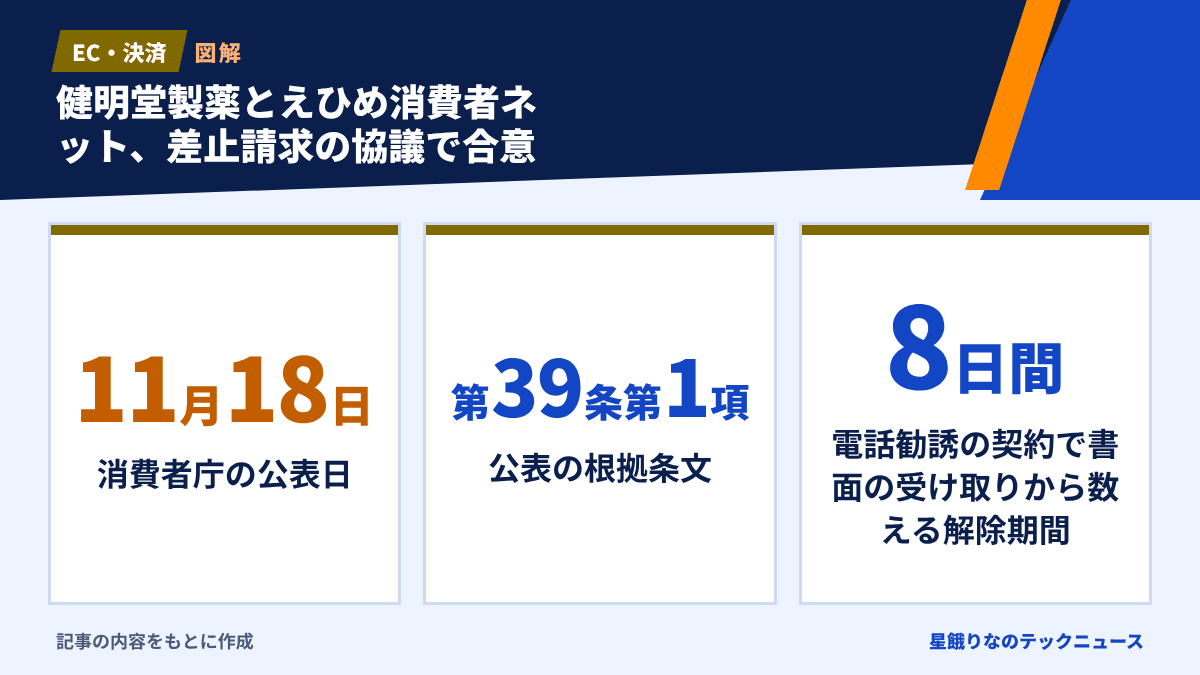 EC・決済 図解
健明堂製薬とえひめ消費者ネ
ット、差止請求の協議で合意
11月18日
消費者庁の公表日
第39条第1項
公表の根拠条文
8日間
電話勧誘の契約で書
面の受け取りから数
える解除期間
記事の内容をもとに作成
星餓りなのテックニュース